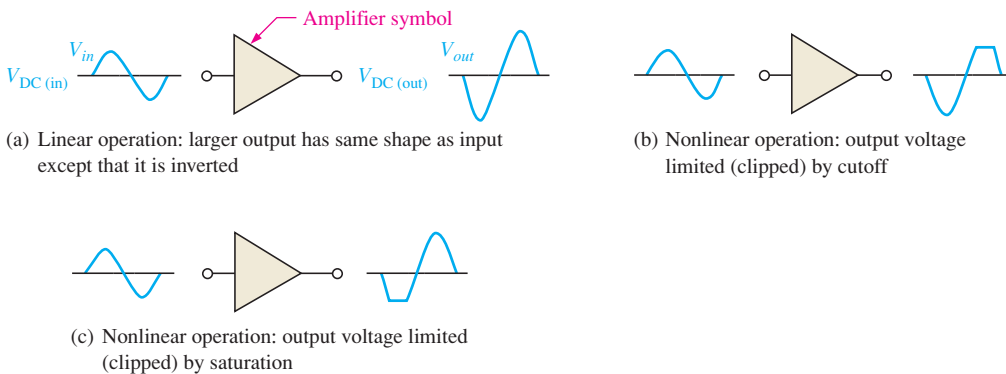 Amplifier symbol
V_in
V_DC (in)
V_out
V_DC (out)
(a) Linear operation: larger output has same shape as input
except that it is inverted
(b) Nonlinear operation: output voltage
limited (clipped) by cutoff
(c) Nonlinear operation: output voltage limited
(clipped) by saturation